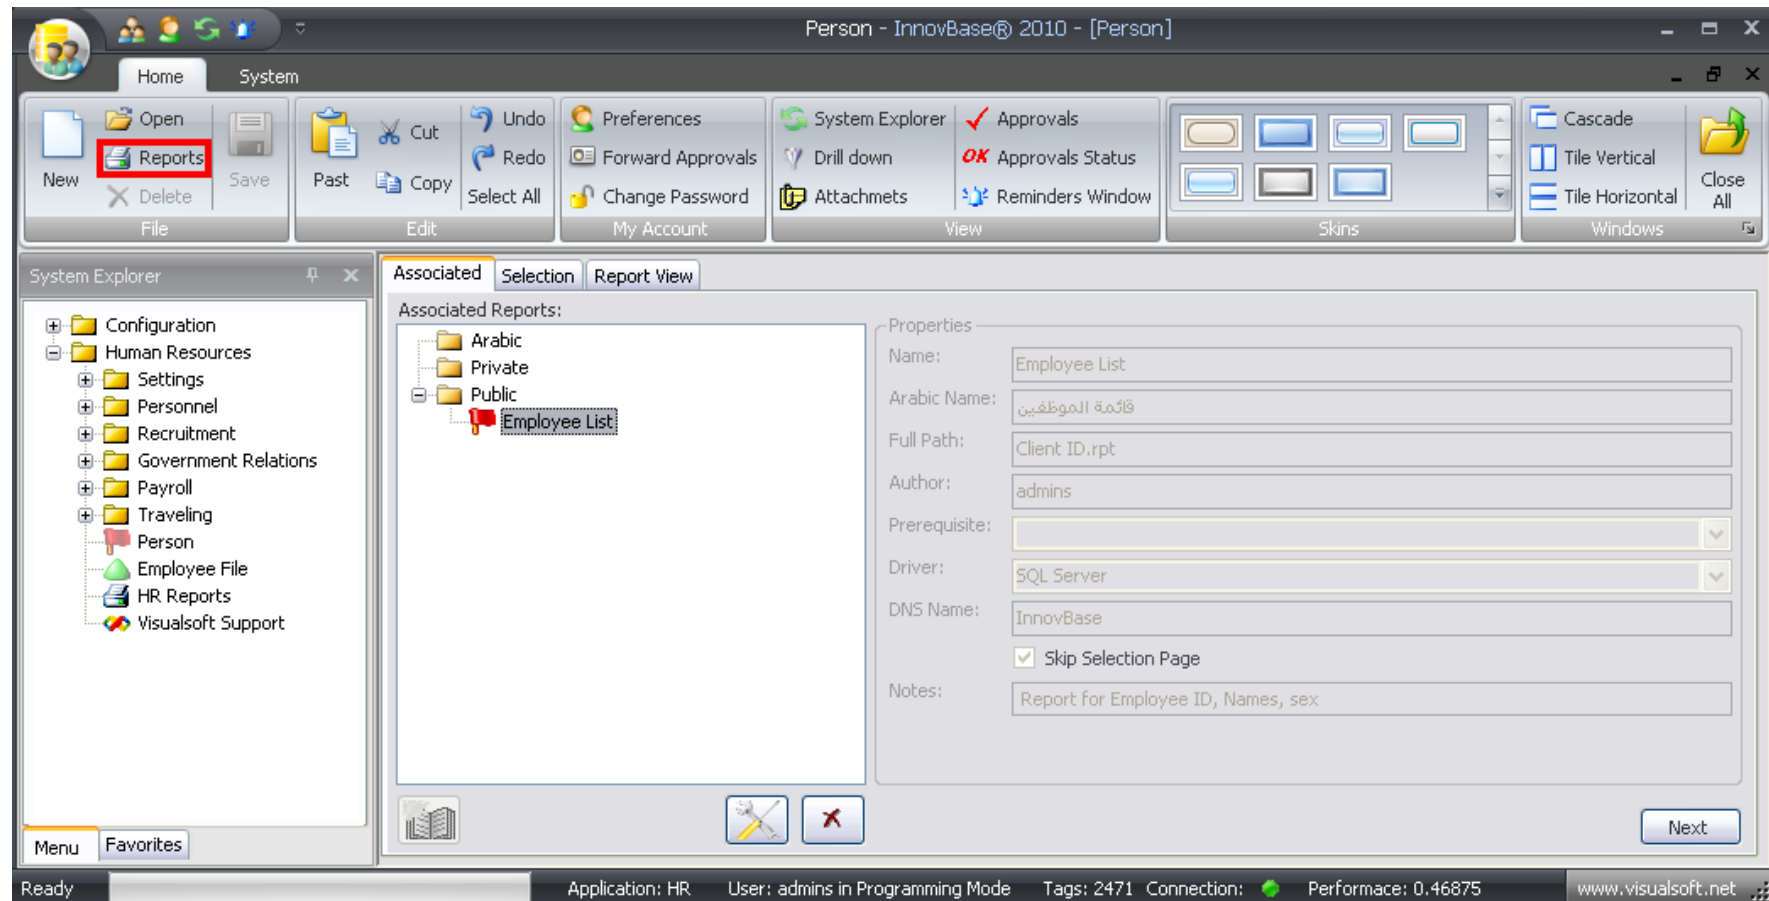 Person - InnovBase® 2010 - [Person]
Home System
New
Open
Reports
Delete
Save
File
Past
Cut
Copy
Undo
Redo
Select All
Edit
Preferences
Forward Approvals
Change Password
My Account
System Explorer
Drill down
Attachmets
Approvals
OK Approvals Status
Reminders Window
View
Skins
Cascade
Tile Vertical
Tile Horizontal
Close
All
Windows
System Explorer
Configuration
Human Resources
Settings
Personnel
Recruitment
Government Relations
Payroll
Traveling
Person
Employee File
HR Reports
Visualsoft Support
Menu Favorites
Associated Selection Report View
Associated Reports:
Arabic
Private
Public
Employee List
Properties
Name: Employee List
Arabic Name: قائمة الموظفين
Full Path: Client ID.rpt
Author: admins
Prerequisite:
Driver: SQL Server
DNS Name: InnovBase
Skip Selection Page
Notes: Report for Employee ID, Names, sex
Next
Ready Application: HR User: admins in Programming Mode Tags: 2471 Connection: Performace: 0.46875 www.visualsoft.net